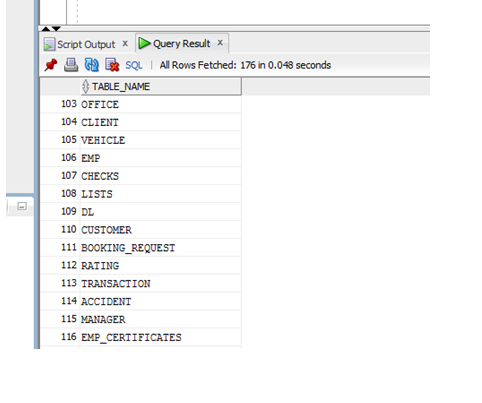 Script Output x Query Result x
SQL | All Rows Fetched: 176 in 0.048 seconds
TABLE_NAME
103 OFFICE
104 CLIENT
105 VEHICLE
106 EMP
107 CHECKS
108 LISTS
109 DL
110 CUSTOMER
111 BOOKING_REQUEST
112 RATING
113 TRANSACTION
114 ACCIDENT
115 MANAGER
116 EMP_CERTIFICATES